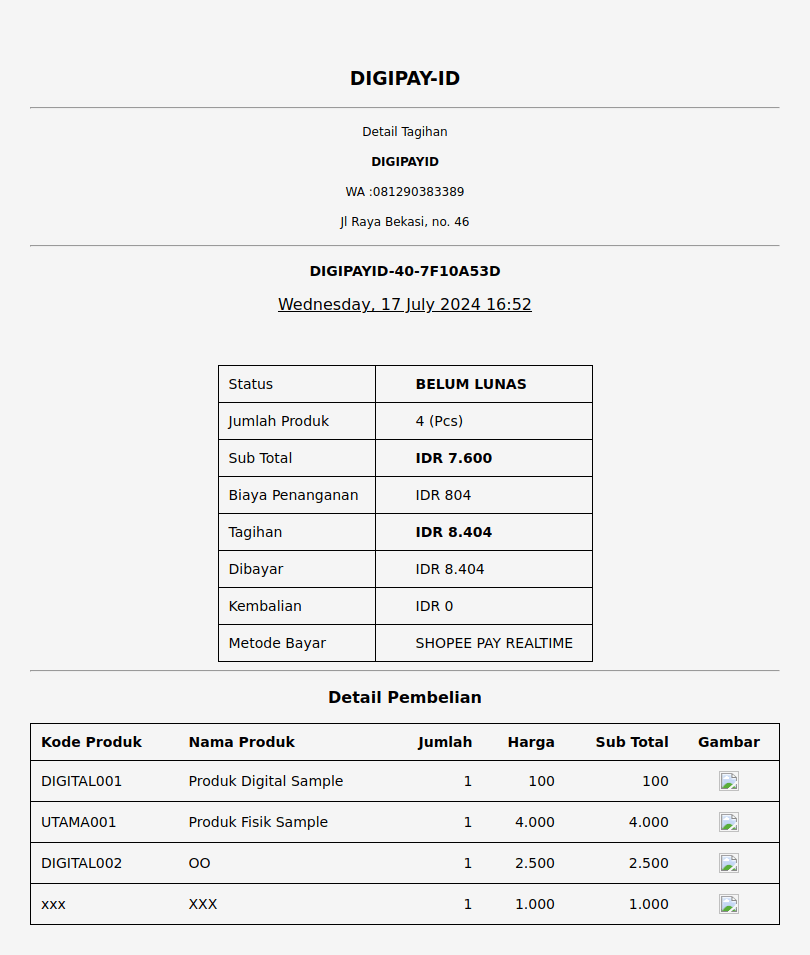 DIGIPAY-ID
Detail Tagihan
DIGIPAYID
WA :081290383389
Jl Raya Bekasi, no. 46
DIGIPAYID-40-7F10A53D
Wednesday, 17 July 2024 16:52
Status BELUM LUNAS
Jumlah Produk 4 (Pcs)
Sub Total IDR 7.600
Biaya Penanganan IDR 804
Tagihan IDR 8.404
Dibayar IDR 8.404
Kembalian IDR 0
Metode Bayar SHOPEE PAY REALTIME
Detail Pembelian
Kode Produk Nama Produk Jumlah Harga Sub Total Gambar
DIGITAL001 Produk Digital Sample 1 100 100
UTAMA001 Produk Fisik Sample 1 4.000 4.000
DIGITAL002 OO 1 2.500 2.500
xxx XXX 1 1.000 1.000